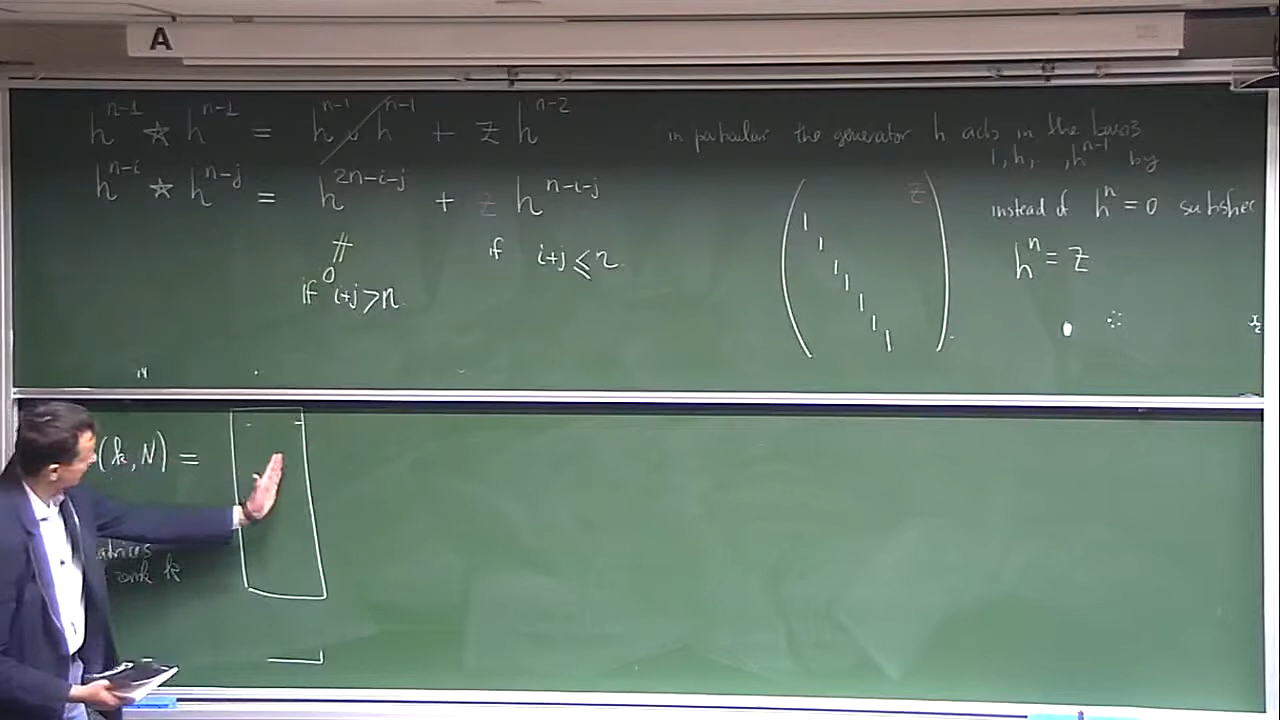 A
h^{n-1} ☆ h^{n-1} = h^{n-1} ∪ h^{n-1} + z h^{n-2}
h^{n-i} ☆ h^{n-j} = h^{2n-i-j} + z h^{n-i-j}
if i+j ≤ n
0
if i+j > n
in particular the generator h acts in the basis
1, h, , h^{n-1} by
z
1
1
1
1
1
1
1
instead of h^n = 0 satisfies
h^n = z
(k, N) =
rank k